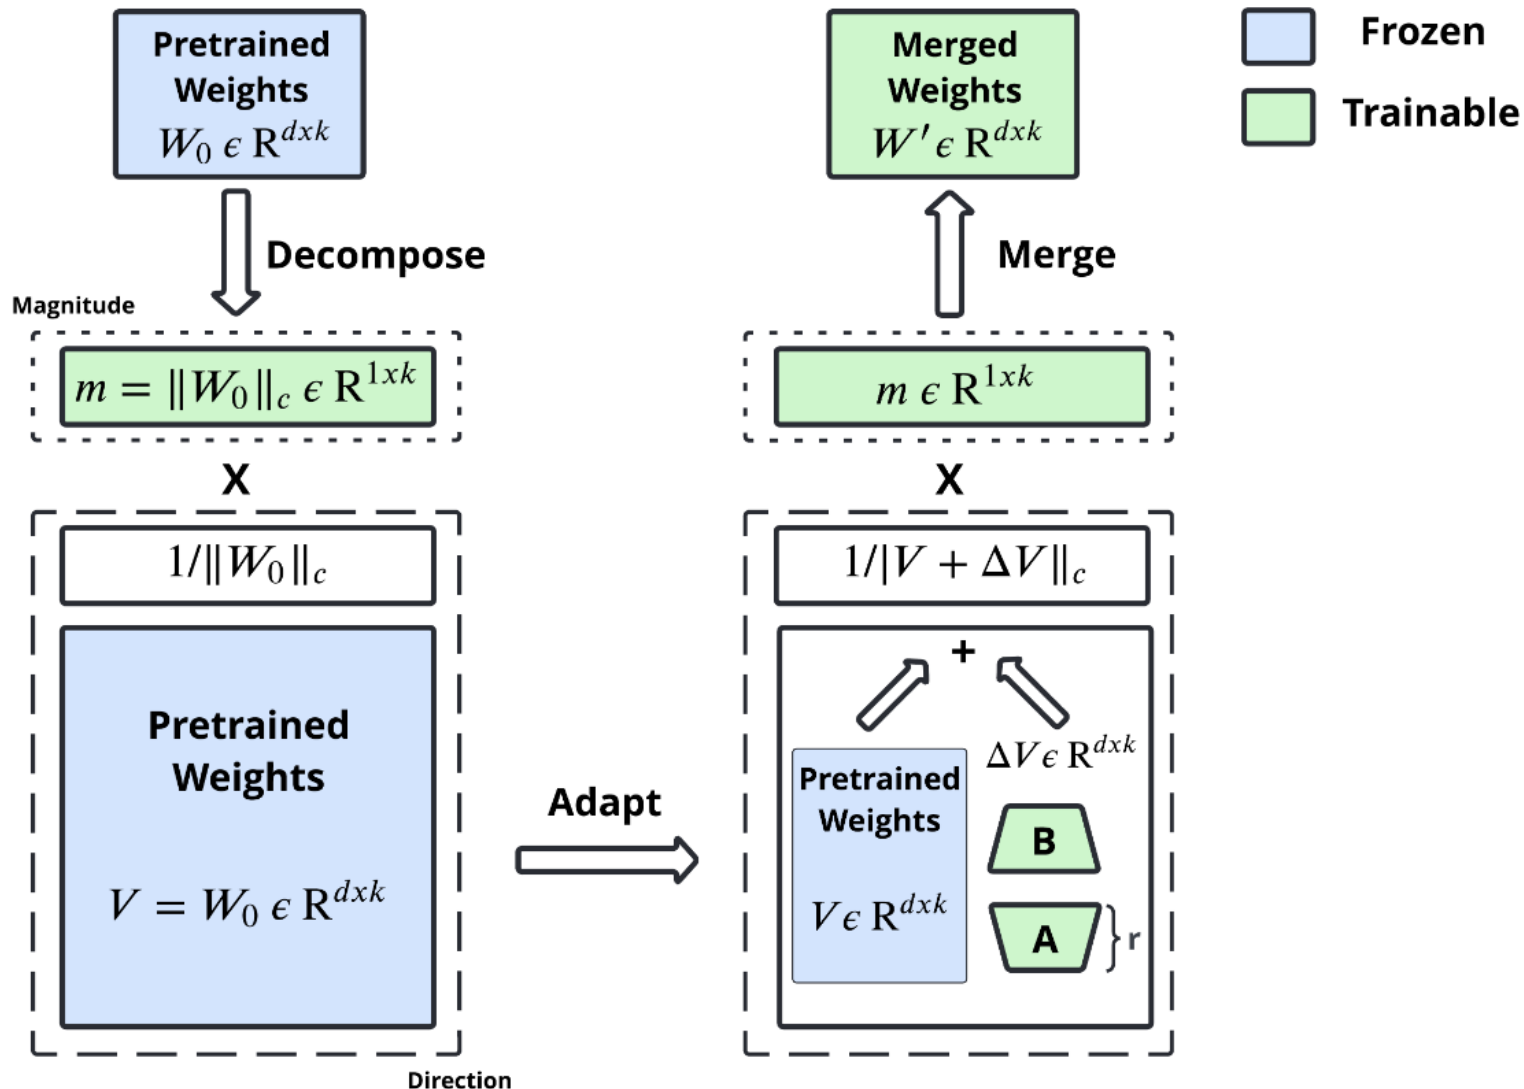 Pretrained
Weights
W₀ ϵ R^{dxk}
Decompose
Magnitude
m = ‖W₀‖_c ϵ R^{1xk}
X
1/‖W₀‖_c
Pretrained
Weights
V = W₀ ϵ R^{dxk}
Direction
Adapt
Merged
Weights
W′ ϵ R^{dxk}
Merge
m ϵ R^{1xk}
X
1/|V + ΔV‖_c
+
Pretrained
Weights
V ϵ R^{dxk}
ΔV ϵ R^{dxk}
B
A
r
Frozen
Trainable